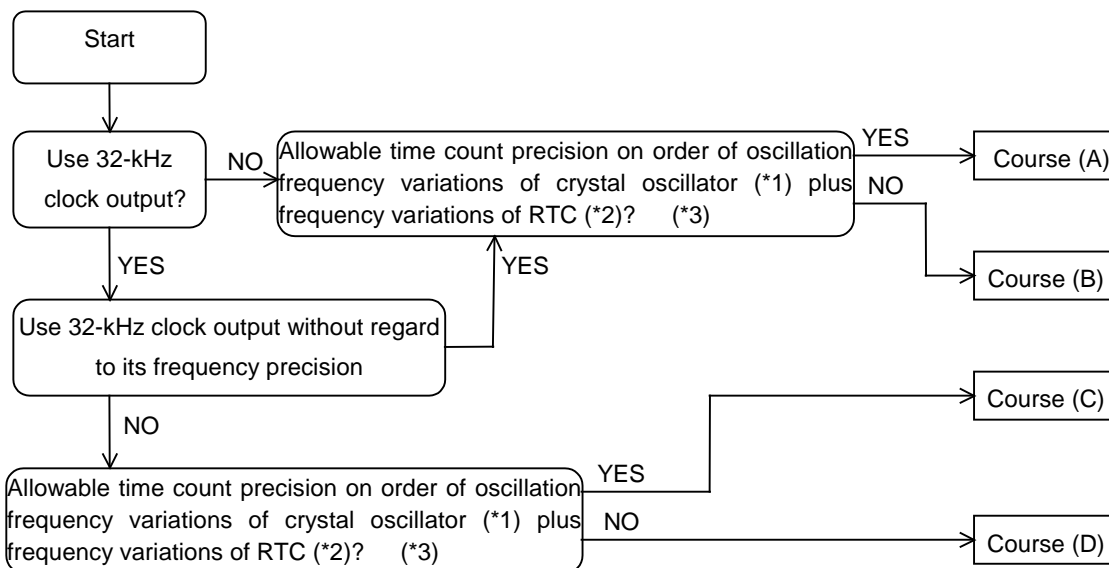 Start
Use 32-kHz
clock output?
NO
Allowable time count precision on order of oscillation
frequency variations of crystal oscillator (*1) plus
frequency variations of RTC (*2)? (*3)
YES
Course (A)
NO
Course (B)
YES
YES
Use 32-kHz clock output without regard
to its frequency precision
Course (C)
NO
Allowable time count precision on order of oscillation
frequency variations of crystal oscillator (*1) plus
frequency variations of RTC (*2)? (*3)
YES
NO
Course (D)